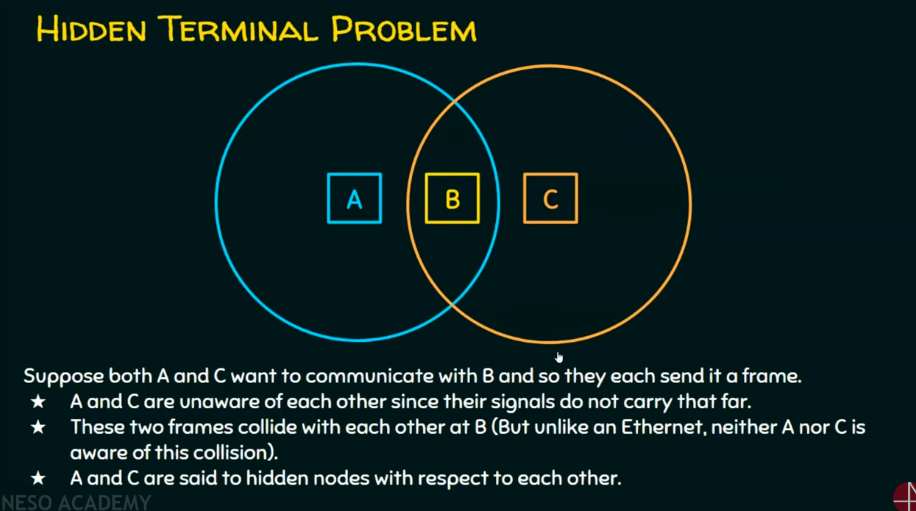 HIDDEN TERMINAL PROBLEM
A B C
Suppose both A and C want to communicate with B and so they each send it a frame.
★ A and C are unaware of each other since their signals do not carry that far.
★ These two frames collide with each other at B (But unlike an Ethernet, neither A nor C is
aware of this collision).
★ A and C are said to hidden nodes with respect to each other.
NESO ACADEMY
N